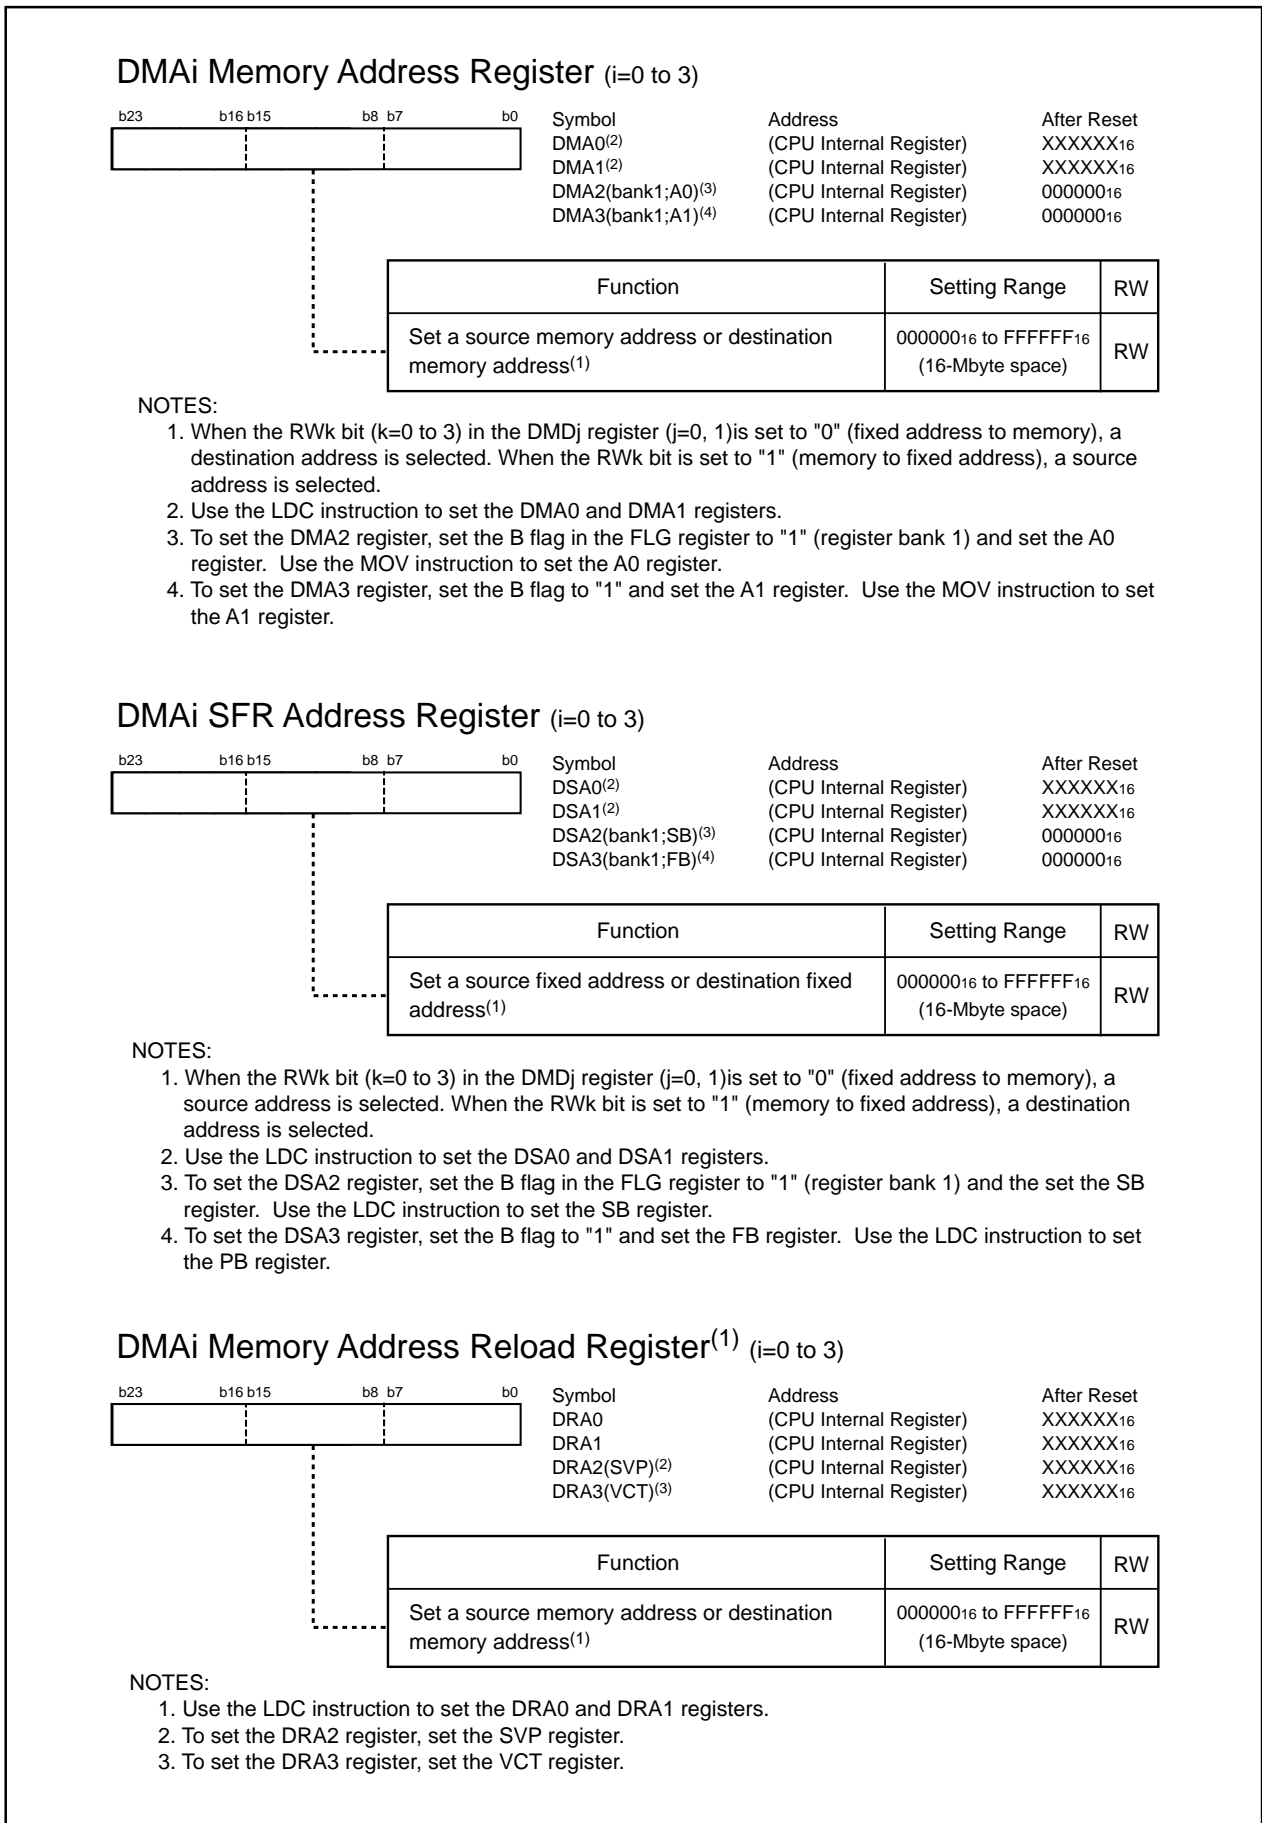 DMAi Memory Address Register (i=0 to 3)
b23 b16 b15 b8 b7 b0
Symbol Address After Reset
DMA0(2) (CPU Internal Register) XXXXXX16
DMA1(2) (CPU Internal Register) XXXXXX16
DMA2(bank1;A0)(3) (CPU Internal Register) 00000016
DMA3(bank1;A1)(4) (CPU Internal Register) 00000016
Function Setting Range RW
Set a source memory address or destination
memory address(1)
00000016 to FFFFFF16
(16-Mbyte space)
RW
NOTES:
1. When the RWk bit (k=0 to 3) in the DMDj register (j=0, 1)is set to "0" (fixed address to memory), a
destination address is selected. When the RWk bit is set to "1" (memory to fixed address), a source
address is selected.
2. Use the LDC instruction to set the DMA0 and DMA1 registers.
3. To set the DMA2 register, set the B flag in the FLG register to "1" (register bank 1) and set the A0
register. Use the MOV instruction to set the A0 register.
4. To set the DMA3 register, set the B flag to "1" and set the A1 register. Use the MOV instruction to set
the A1 register.
DMAi SFR Address Register (i=0 to 3)
b23 b16 b15 b8 b7 b0
Symbol Address After Reset
DSA0(2) (CPU Internal Register) XXXXXX16
DSA1(2) (CPU Internal Register) XXXXXX16
DSA2(bank1;SB)(3) (CPU Internal Register) 00000016
DSA3(bank1;FB)(4) (CPU Internal Register) 00000016
Function Setting Range RW
Set a source fixed address or destination fixed
address(1)
00000016 to FFFFFF16
(16-Mbyte space)
RW
NOTES:
1. When the RWk bit (k=0 to 3) in the DMDj register (j=0, 1)is set to "0" (fixed address to memory), a
source address is selected. When the RWk bit is set to "1" (memory to fixed address), a destination
address is selected.
2. Use the LDC instruction to set the DSA0 and DSA1 registers.
3. To set the DSA2 register, set the B flag in the FLG register to "1" (register bank 1) and the set the SB
register. Use the LDC instruction to set the SB register.
4. To set the DSA3 register, set the B flag to "1" and set the FB register. Use the LDC instruction to set
the PB register.
DMAi Memory Address Reload Register(1) (i=0 to 3)
b23 b16 b15 b8 b7 b0
Symbol Address After Reset
DRA0 (CPU Internal Register) XXXXXX16
DRA1 (CPU Internal Register) XXXXXX16
DRA2(SVP)(2) (CPU Internal Register) XXXXXX16
DRA3(VCT)(3) (CPU Internal Register) XXXXXX16
Function Setting Range RW
Set a source memory address or destination
memory address(1)
00000016 to FFFFFF16
(16-Mbyte space)
RW
NOTES:
1. Use the LDC instruction to set the DRA0 and DRA1 registers.
2. To set the DRA2 register, set the SVP register.
3. To set the DRA3 register, set the VCT register.